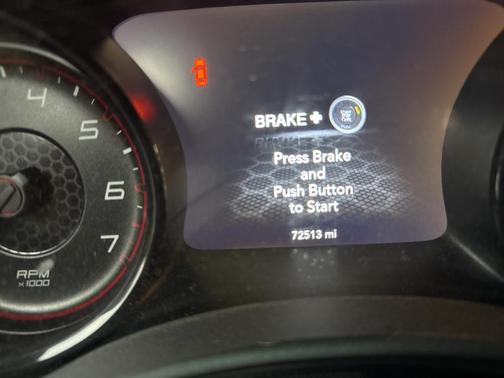 4
5
6
7
RPM
x1000
BRAKE +
Press Brake
and
Push Button
to Start
72513 mi